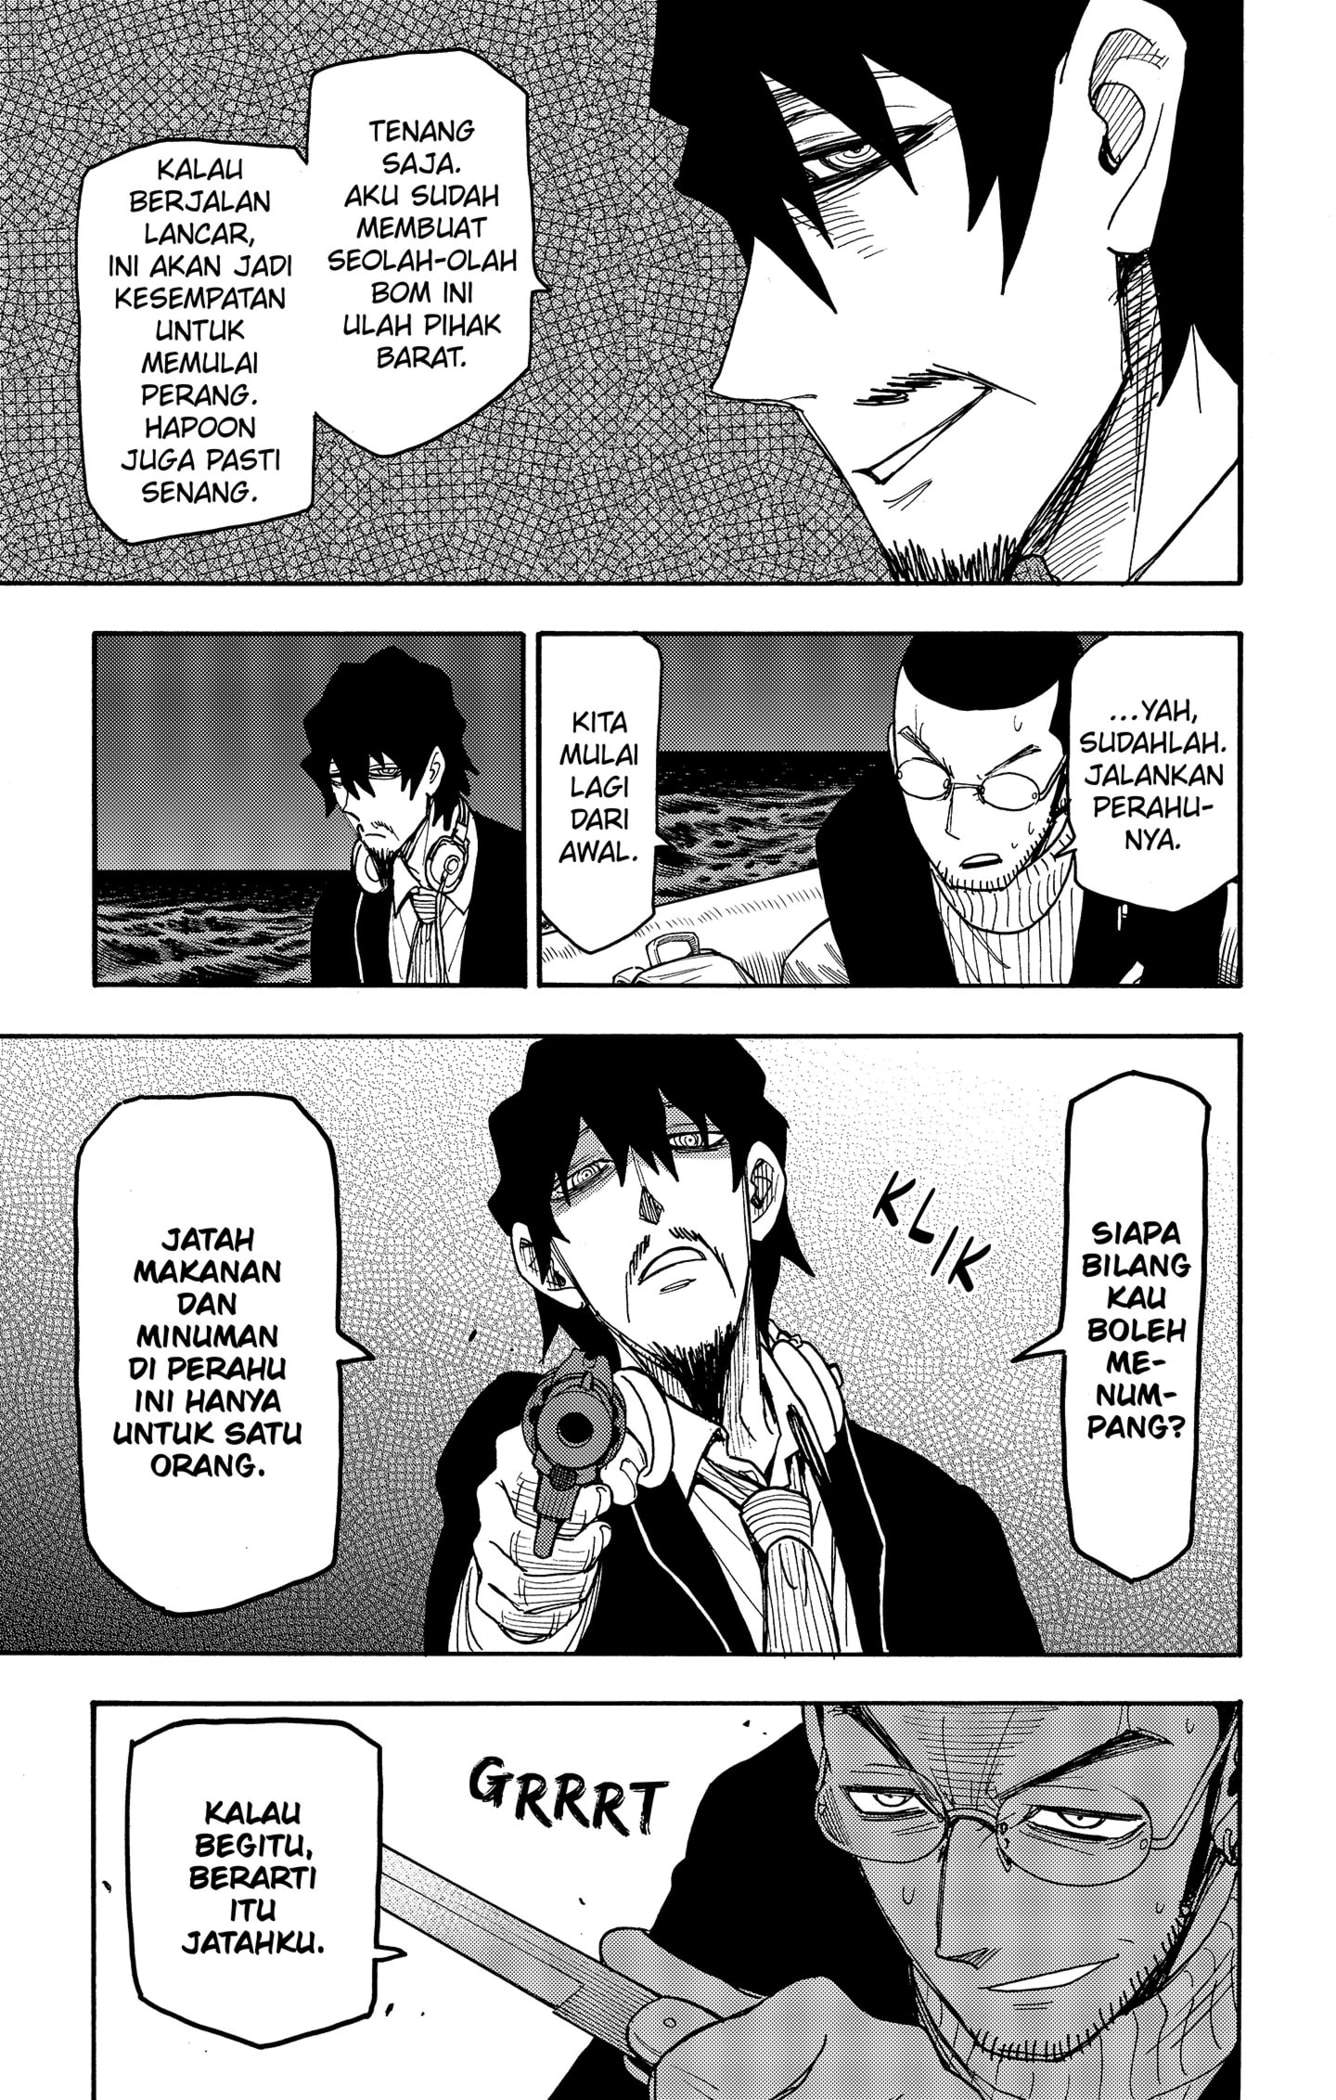 TENANG
SAJA.
AKU SUDAH
MEMBUAT
SEOLAH-OLAH
BOM INI
ULAH PIHAK
BARAT.
KALAU
BERJALAN
LANCAR,
INI AKAN JADI
KESEMPATAN
UNTUK
MEMULAI
PERANG.
HAPOON
JUGA PASTI
SENANG.
...YAH,
SUDAHLAH.
JALANKAN
PERAHU-
NYA.
KITA
MULAI
LAGI
DARI
AWAL.
SIAPA
BILANG
KAU
BOLEH
ME-
NUM-
PANG?
KLIK
JATAH
MAKANAN
DAN
MINUMAN
DI PERAHU
INI HANYA
UNTUK SATU
ORANG.
GRRRT
KALAU
BEGITU,
BERARTI
ITU
JATAHKU.